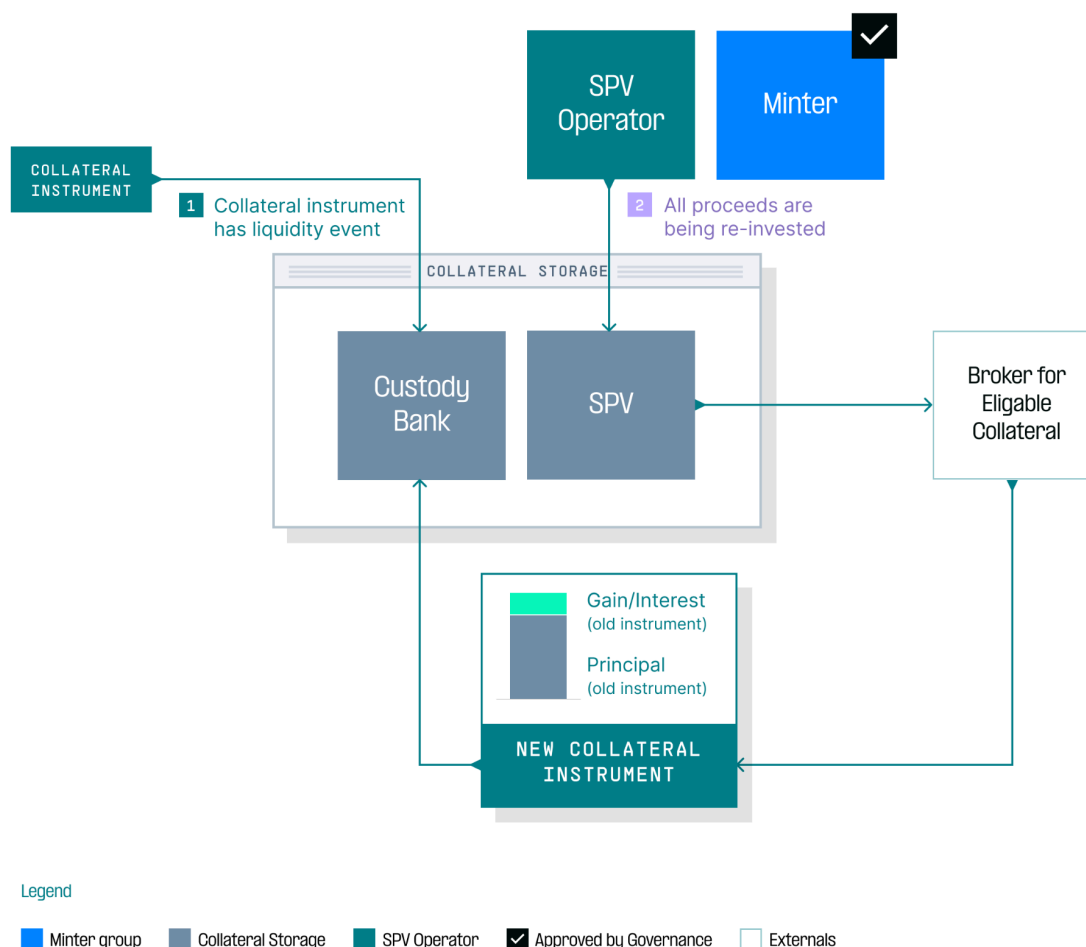 SPV
Operator
Minter
COLLATERAL
INSTRUMENT
1 Collateral instrument
has liquidity event
2 All proceeds are
being re-invested
COLLATERAL STORAGE
Custody
Bank
SPV
Broker for
Eligable
Collateral
Gain/Interest
(old instrument)
Principal
(old instrument)
NEW COLLATERAL
INSTRUMENT
Legend
Minter group
Collateral Storage
SPV Operator
Approved by Governance
Externals